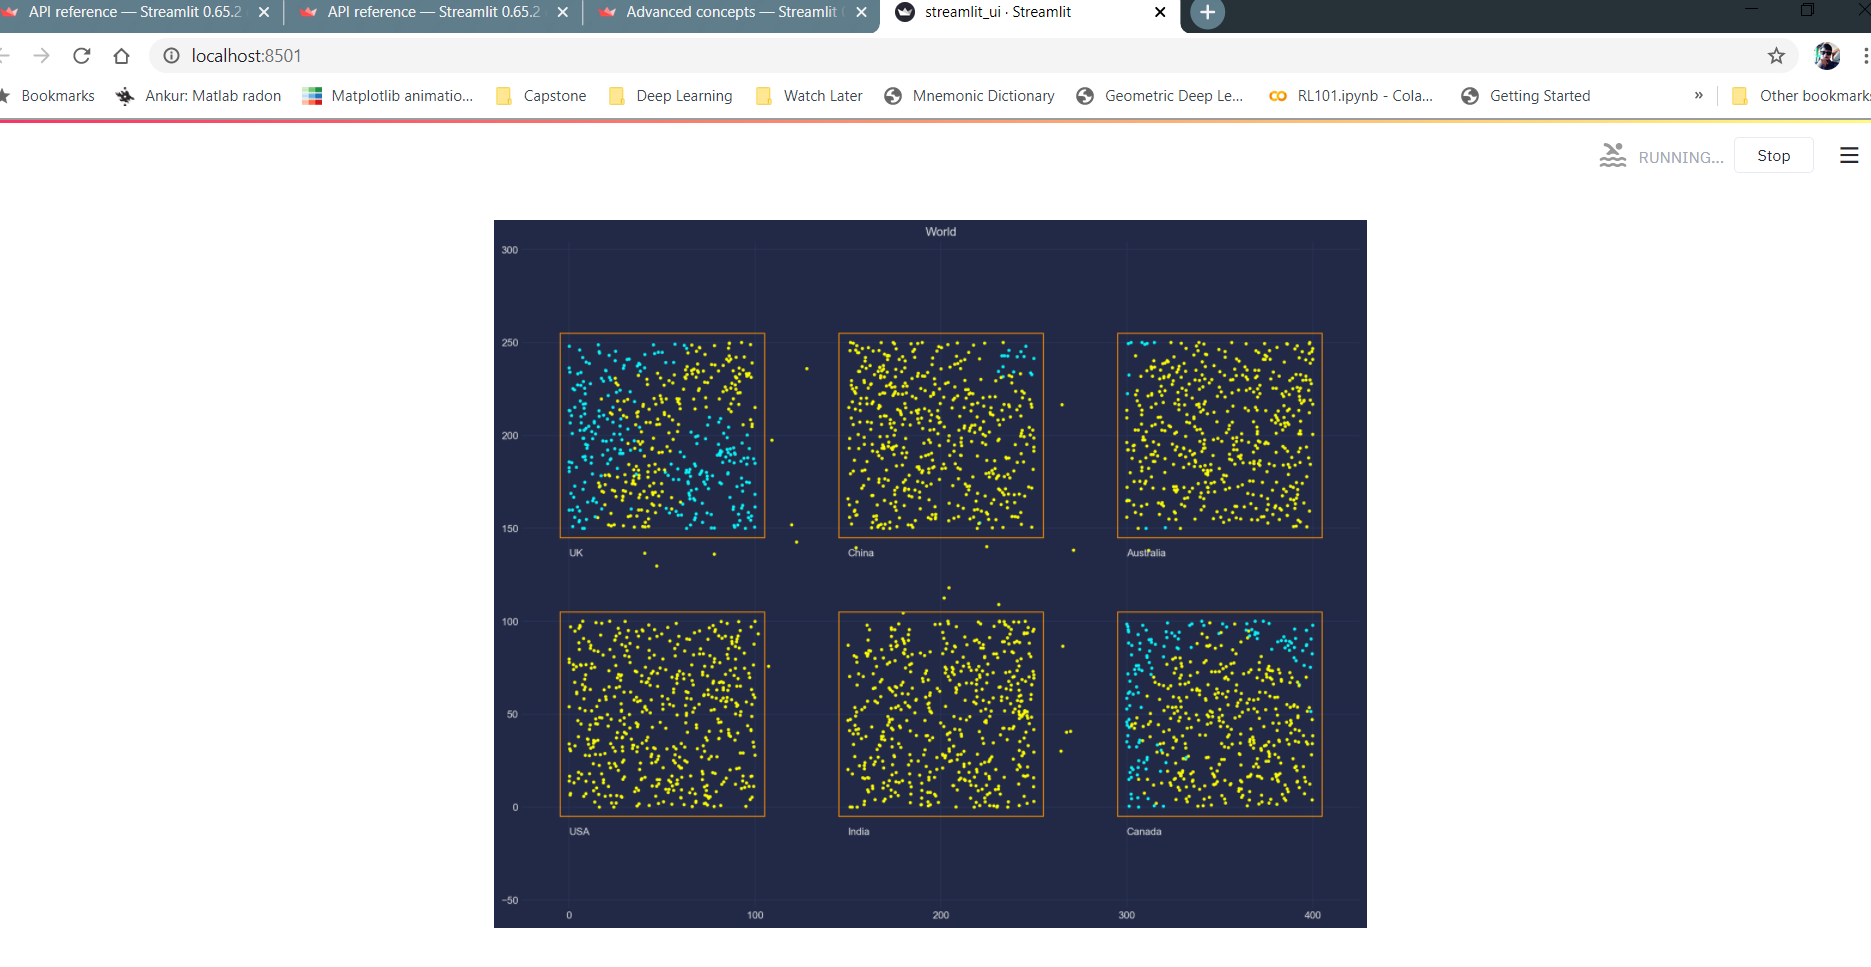 API reference — Streamlit 0.65.2
API reference — Streamlit 0.65.2
Advanced concepts — Streamlit
streamlit_ui · Streamlit
localhost:8501
Bookmarks
Ankur: Matlab radon
Matplotlib animatio...
Capstone
Deep Learning
Watch Later
Mnemonic Dictionary
Geometric Deep Le...
RL101.ipynb - Cola...
Getting Started
»
Other bookmarks
RUNNING...
Stop
World
300
250
200
150
UK
China
Australia
100
50
0
USA
India
Canada
−50
0
100
200
300
400